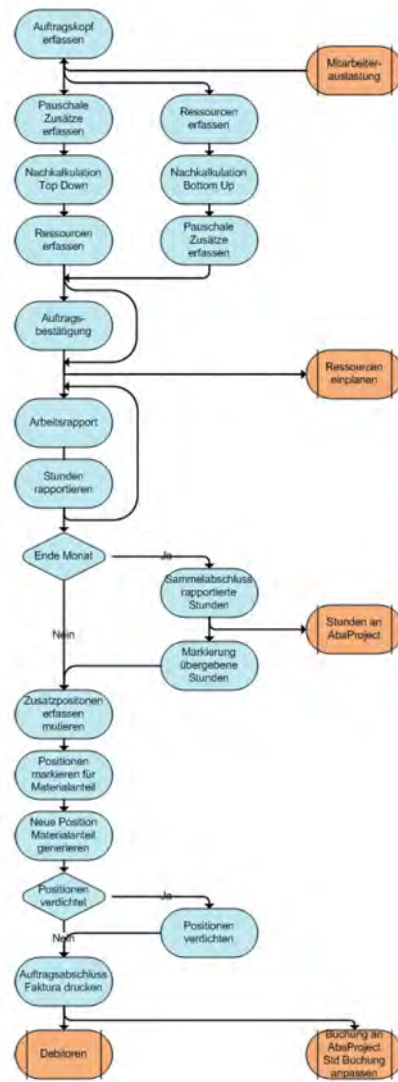 Auftragskopf
erfassen
Mitarbeiter-
auslastung
Pauschale
Zusätze
erfassen
Ressourcen
erfassen
Nachkalkulation
Top Down
Nachkalkulation
Bottom Up
Ressourcen
erfassen
Pauschale
Zusätze
erfassen
Auftrags-
bestätigung
Ressourcen
einplanen
Arbeitsrapport
Stunden
rapportieren
Ende Monat
Ja
Sammelabschluss
rapportierte
Stunden
Nein
Stunden an
AbaProject
Markierung
übergebene
Stunden
Zusatzpositonen
erfassen
mutieren
Positionen
markieren für
Materialanteil
Neue Position
Materialanteil
generieren
Positionen
verdichtet
Ja
Nein
Positionen
verdichten
Auftragsabschluss
Faktura drucken
Debitoren
Buchung an
AbaProject
Std Buchung
anpassen